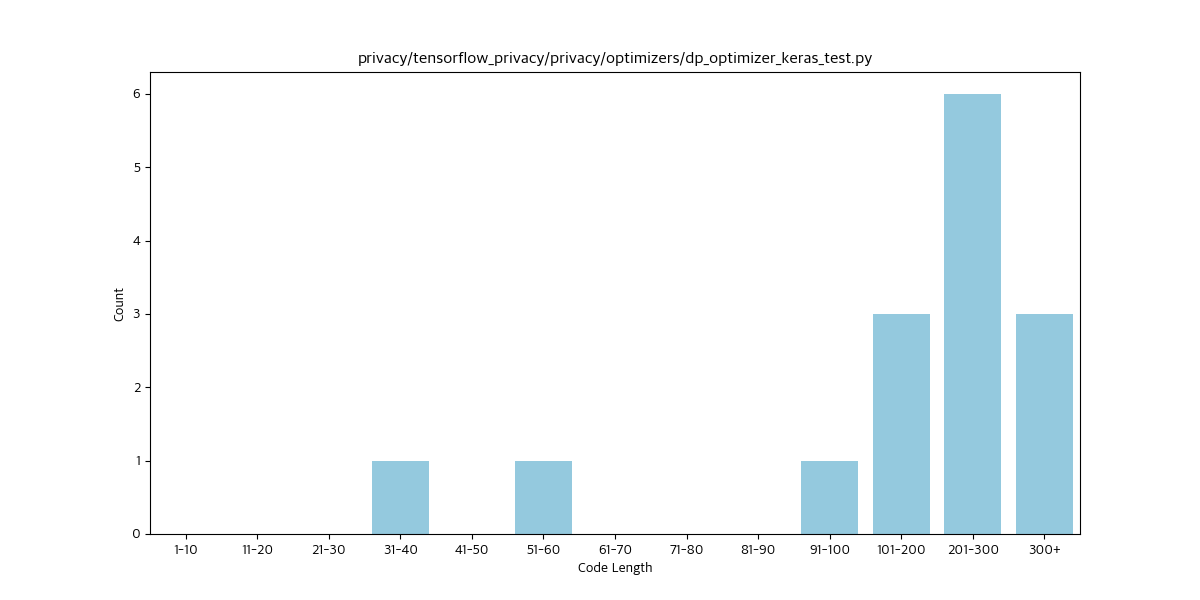 privacy/tensorflow_privacy/privacy/optimizers/dp_optimizer_keras_test.py
6
5
4
3
2
1
0
Count
1-10 11-20 21-30 31-40 41-50 51-60 61-70 71-80 81-90 91-100 101-200 201-300 300+
Code Length